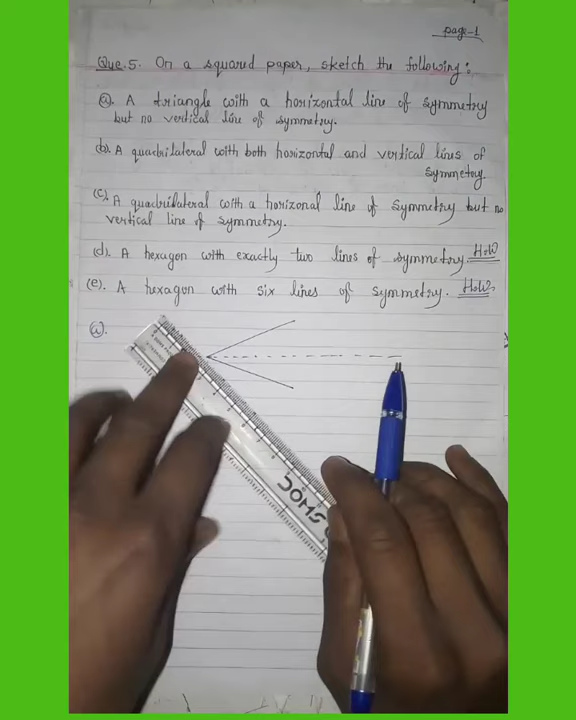 page-1
Que.5. On a squared paper, sketch the following:
(a). A triangle with a horizontal line of symmetry
but no vertical line of symmetry.
(b). A quadrilateral with both horizontal and vertical lines of
symmetry.
(c). A quadrilateral with a horizonal line of symmetry but no
vertical line of symmetry.
(d). A hexagon with exactly two lines of symmetry. H.W
(e). A hexagon with six lines of symmetry. H.W.
(a).
DOMS